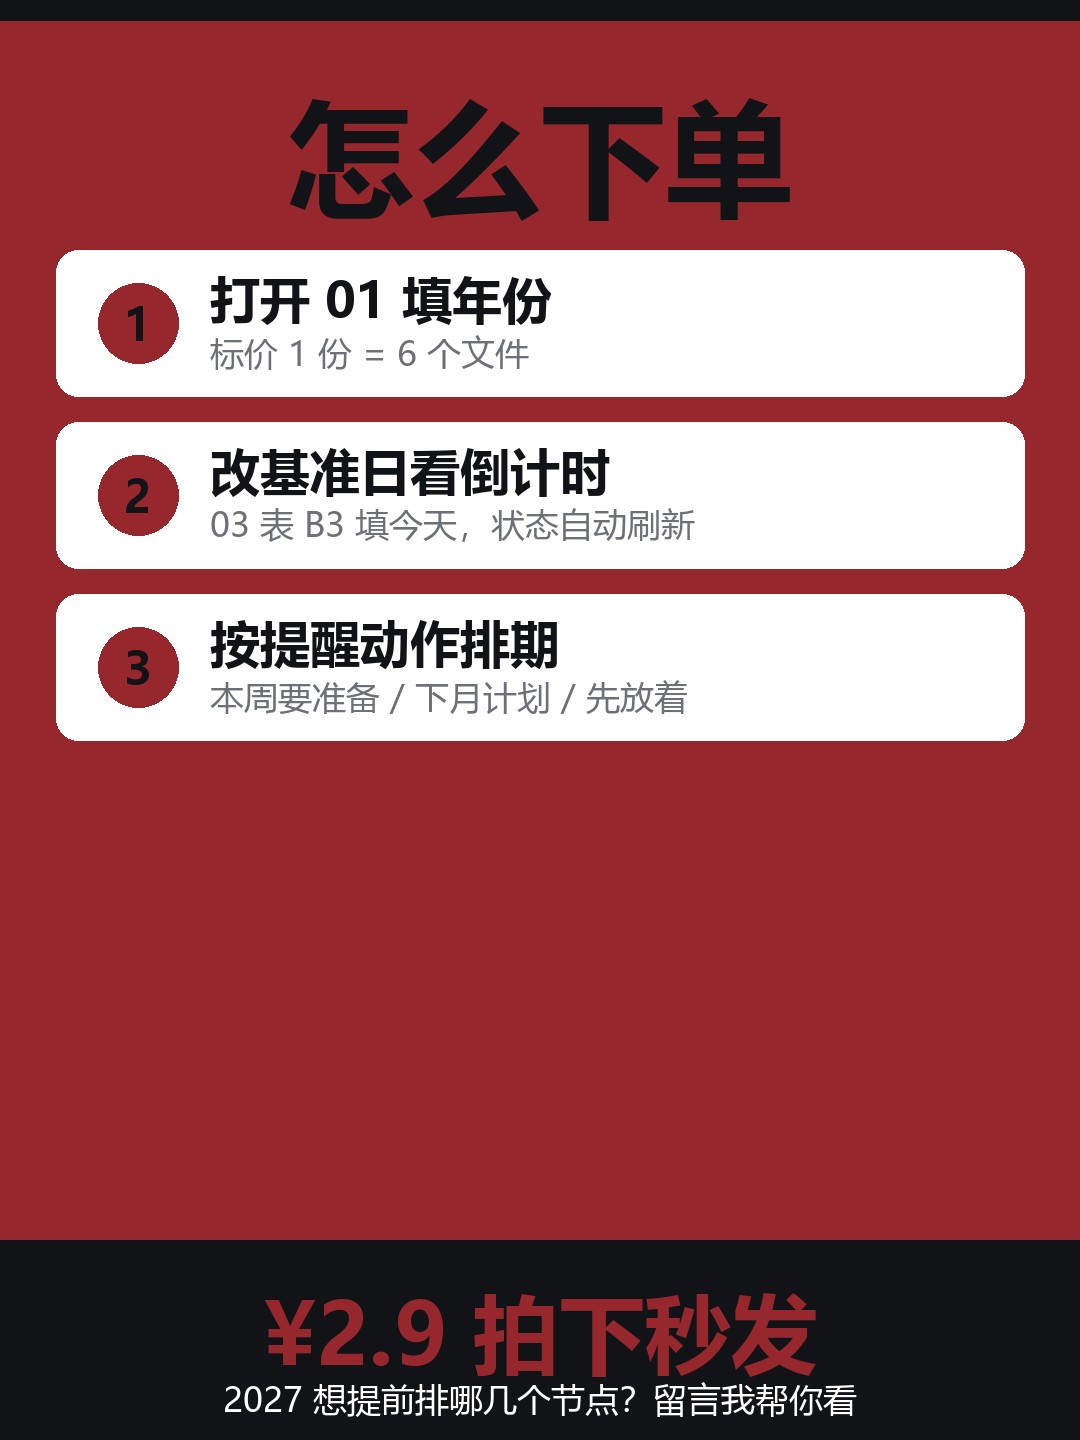 怎么下单
1
打开 01 填年份
标价 1 份 = 6 个文件
2
改基准日看倒计时
03 表 B3 填今天，状态自动刷新
3
按提醒动作排期
本周要准备 / 下月计划 / 先放着
¥2.9 拍下秒发
2027 想提前排哪几个节点？留言我帮你看